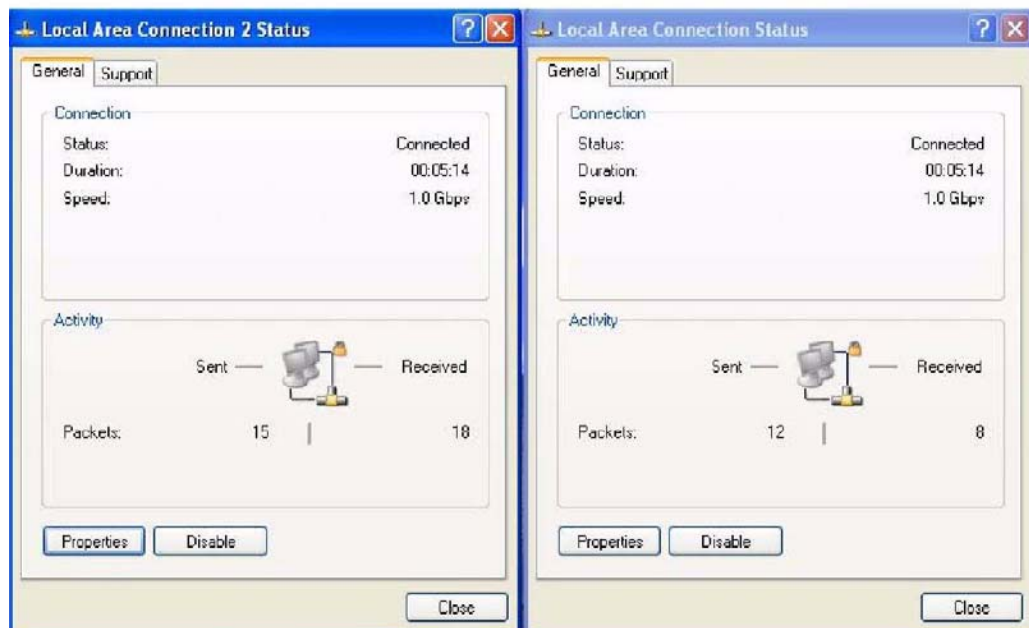 Local Area Connection 2 Status
General Support
Connection
Status: Connected
Duration: 00:05:14
Speed: 1.0 Gbps
Activity
Sent Received
Packets: 15 18
Properties Disable
Close
Local Area Connection Status
General Support
Connection
Status: Connected
Duration: 00:05:14
Speed: 1.0 Gbps
Activity
Sent Received
Packets: 12 8
Properties Disable
Close